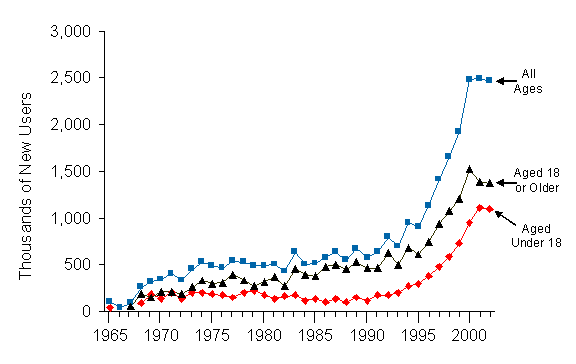 3,000
2,500
2,000
1,500
1,000
500
0
Thousands of New Users
All
Ages
Aged 18
or Older
Aged
Under 18
1965 1970 1975 1980 1985 1990 1995 2000